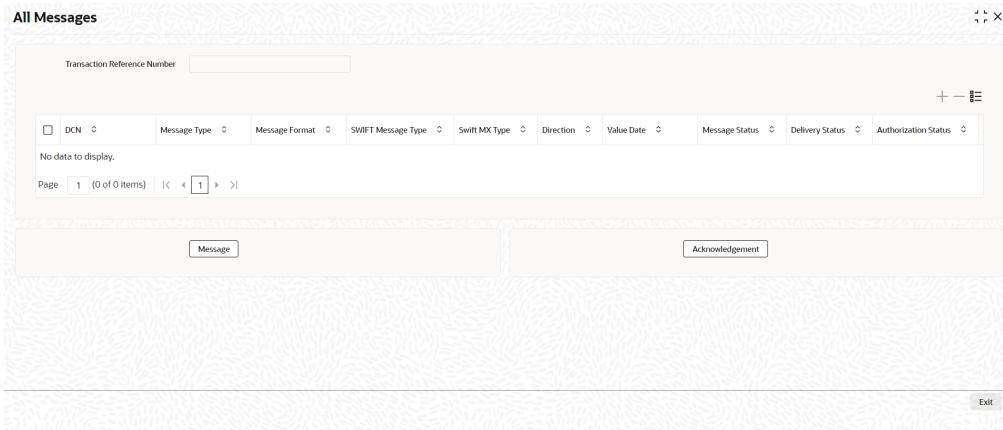 All Messages
Transaction Reference Number
DCN Message Type Message Format SWIFT Message Type Swift MX Type Direction Value Date Message Status Delivery Status Authorization Status
No data to display.
Page 1 (0 of 0 items) 1
Message Acknowledgement
Exit